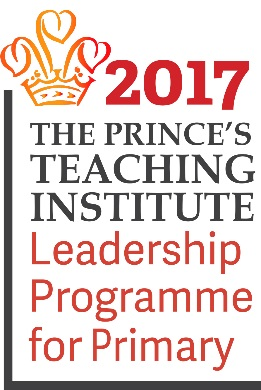 2017
THE PRINCE'S
TEACHING
INSTITUTE
Leadership
Programme
for Primary